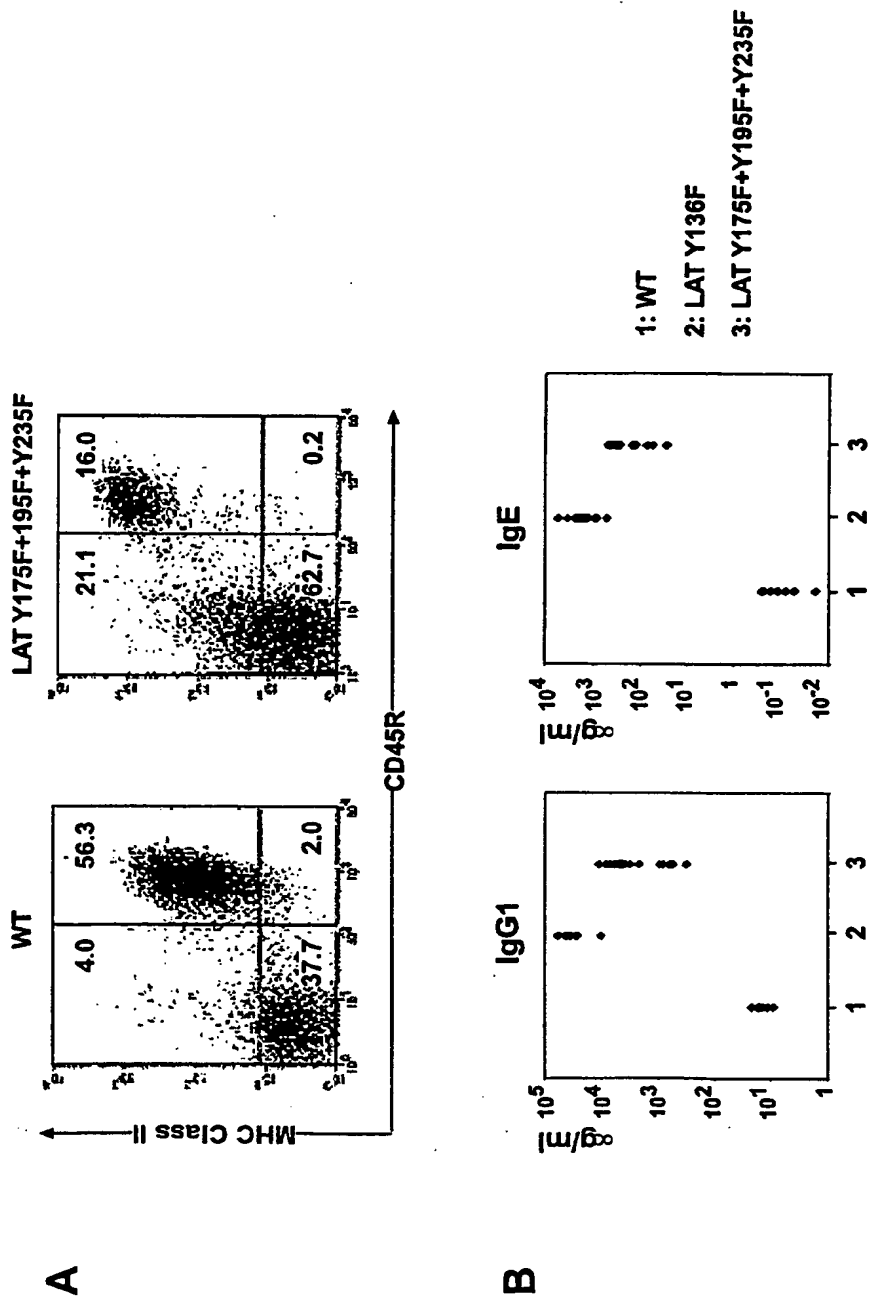 A
WT
LAT Y175F+195F+Y235F
MHC Class II
4.0
56.3
37.7
2.0
21.1
16.0
62.7
0.2
CD45R
B
IgG1
∞g/ml
10^5
10^4
10^3
10^2
10^1
1
1
2
3
IgE
∞g/ml
10^4
10^3
10^2
10^1
1
10^-1
10^-2
1
2
3
1: WT
2: LAT Y136F
3: LAT Y175F+Y195F+Y235F